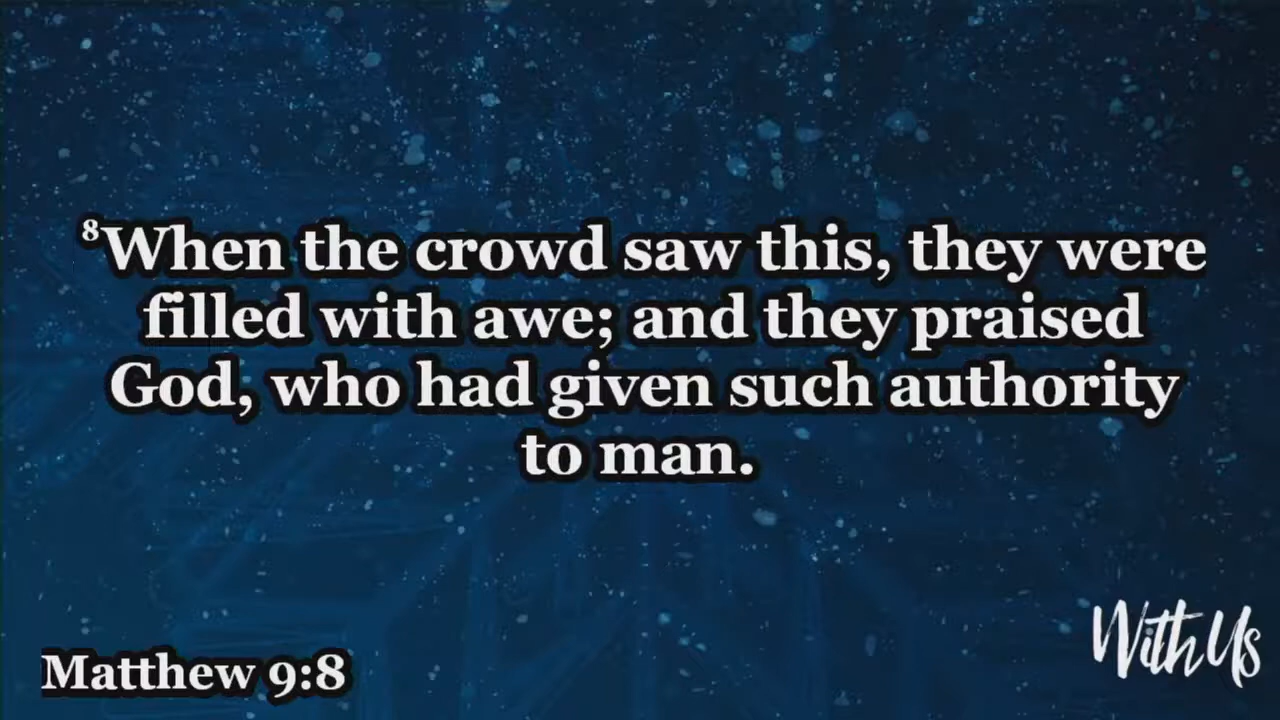 ⁸When the crowd saw this, they were
filled with awe; and they praised
God, who had given such authority
to man.
Matthew 9:8
With Us